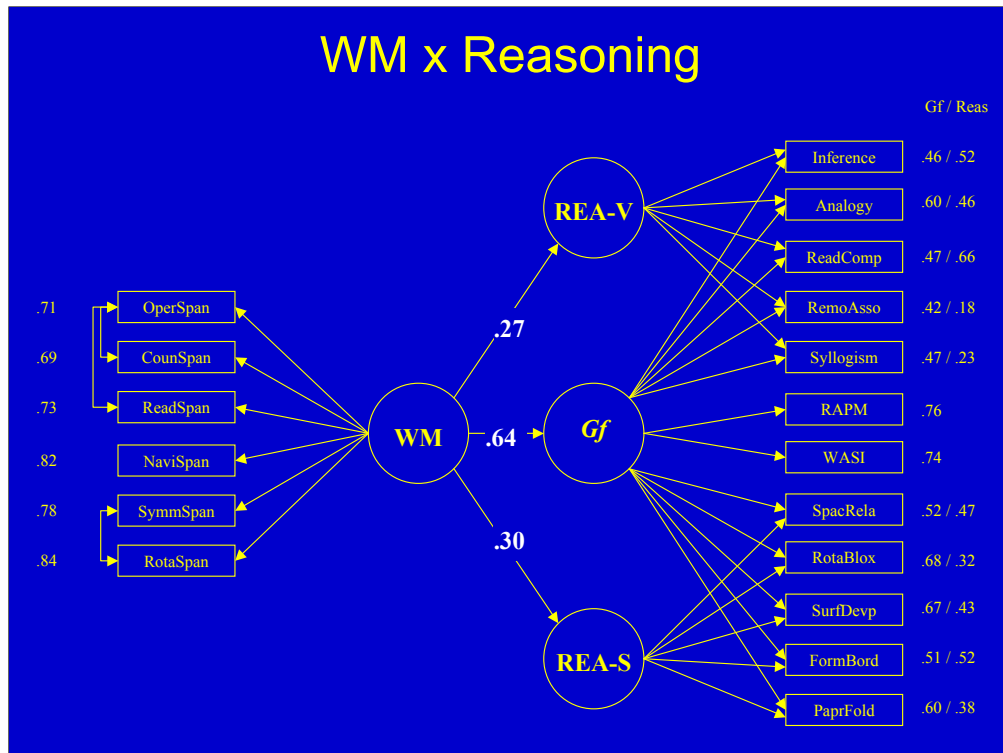 WM x Reasoning
Gf / Reas
Inference .46 / .52
REA-V
Analogy .60 / .46
ReadComp .47 / .66
.71 OperSpan
RemoAsso .42 / .18
.27
.69 CounSpan
Syllogism .47 / .23
.73 ReadSpan
RAPM .76
WM
.64
Gf
.82 NaviSpan
WASI .74
.78 SymmSpan
SpacRela .52 / .47
.30
.84 RotaSpan
RotaBlox .68 / .32
SurfDevp .67 / .43
REA-S
FormBord .51 / .52
PaprFold .60 / .38